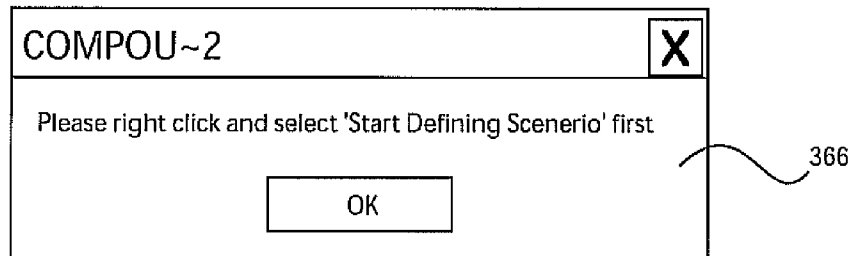 COMPOU~2 X
Please right click and select 'Start Defining Scenerio' first
366
OK